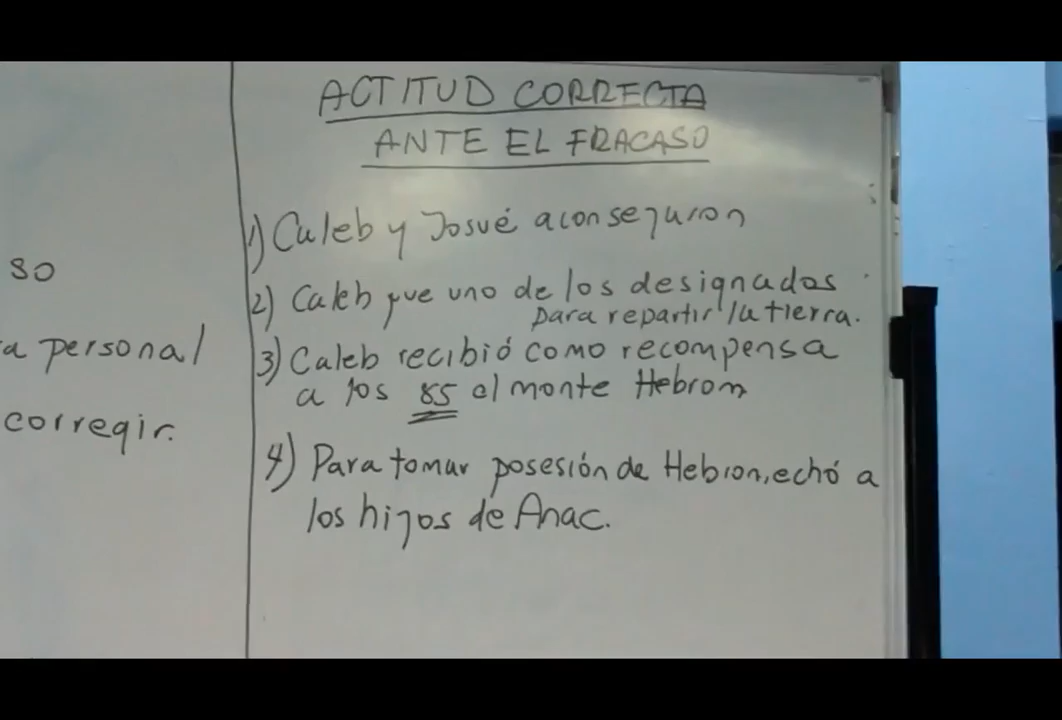 ACTITUD CORRECTA
ANTE EL FRACASO
so
a personal
corregir.
1) Caleb y Josué aconsejaron
2) Caleb fue uno de los designados
para repartir la tierra.
3) Caleb recibió como recompensa
a los 85 el monte Hebrom
4) Para tomar posesión de Hebron, echó a
los hijos de Anac.